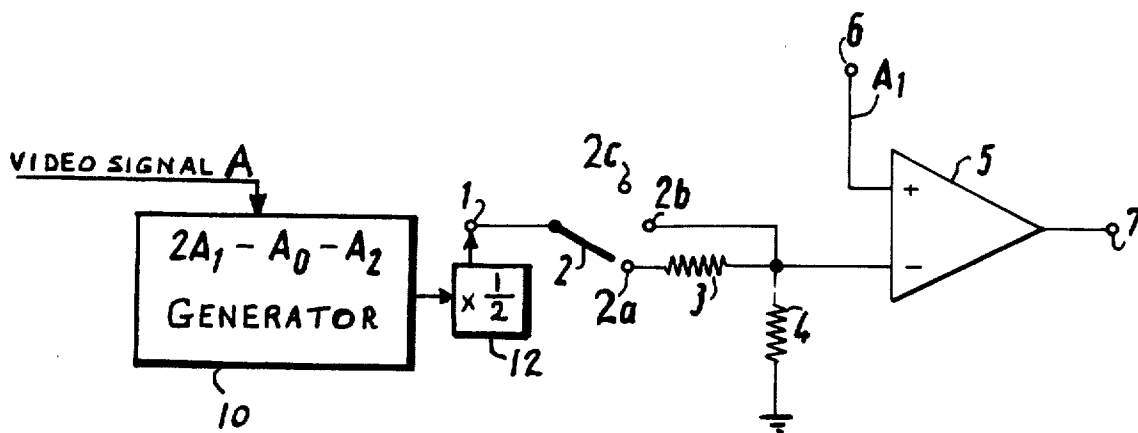 6
A₁
VIDEO SIGNAL A
2c
5
1
2b
+
7
2A₁ – A₀ – A₂
GENERATOR
× 1/2
2
2a
3
–
4
12
10